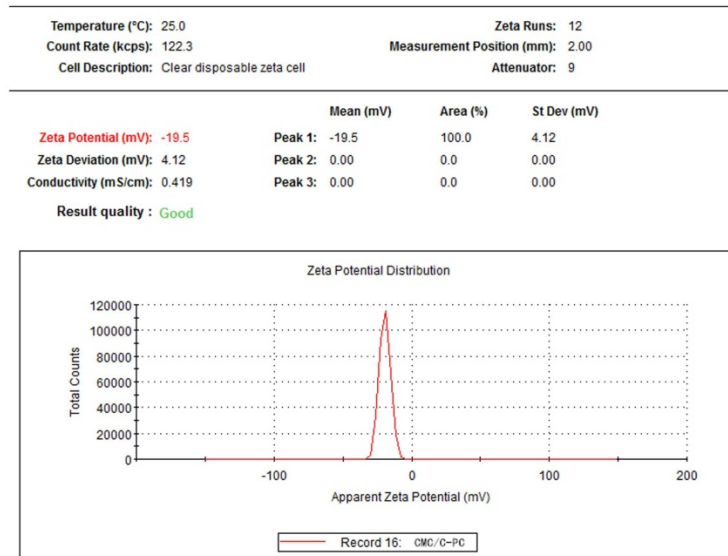 Temperature (°C): 25.0 Zeta Runs: 12
Count Rate (kcps): 122.3 Measurement Position (mm): 2.00
Cell Description: Clear disposable zeta cell Attenuator: 9
Mean (mV) Area (%) St Dev (mV)
Zeta Potential (mV): -19.5 Peak 1: -19.5 100.0 4.12
Zeta Deviation (mV): 4.12 Peak 2: 0.00 0.0 0.00
Conductivity (mS/cm): 0.419 Peak 3: 0.00 0.0 0.00
Result quality : Good
Zeta Potential Distribution
120000
100000
80000
60000
40000
20000
0
Total Counts
-100 0 100 200
Apparent Zeta Potential (mV)
Record 16: CMC/C-PC